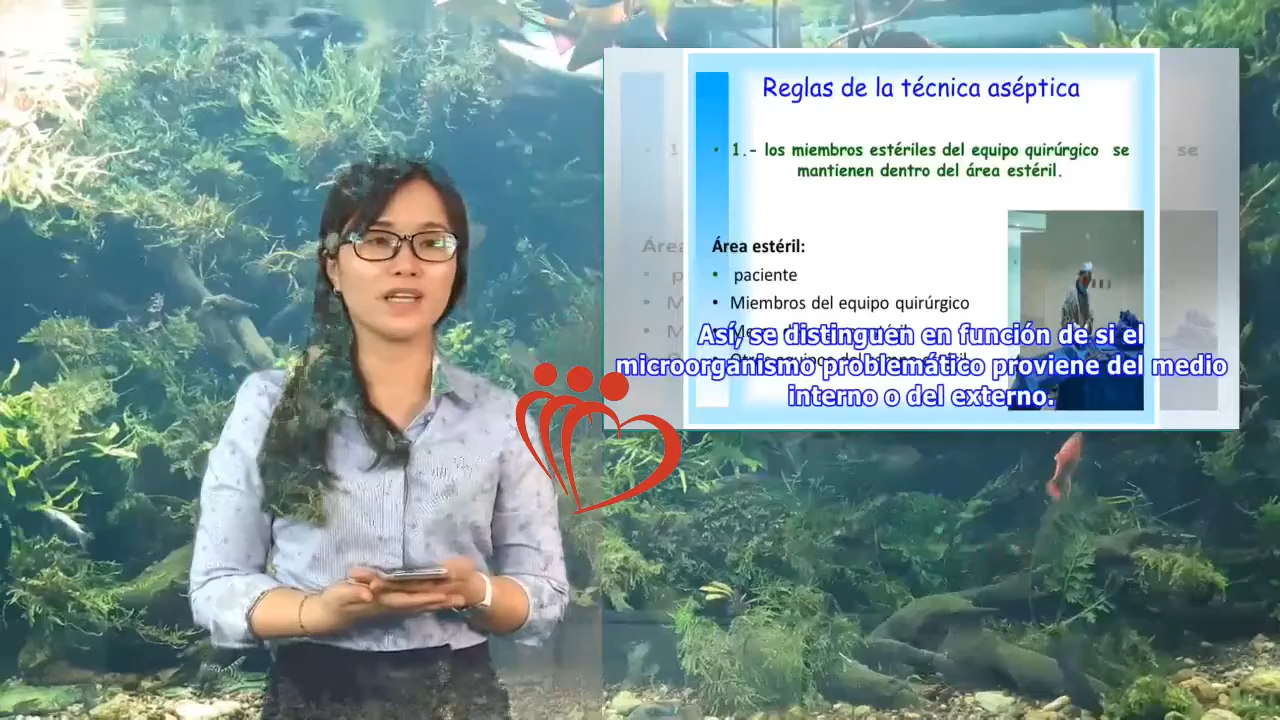 Reglas de la técnica aséptica
• 1.- los miembros estériles del equipo quirúrgico se
mantienen dentro del área estéril.
Área estéril:
• paciente
• Miembros del equipo quirúrgico
Así, se distinguen en función de si el
microorganismo problemático proviene del medio
interno o del externo.